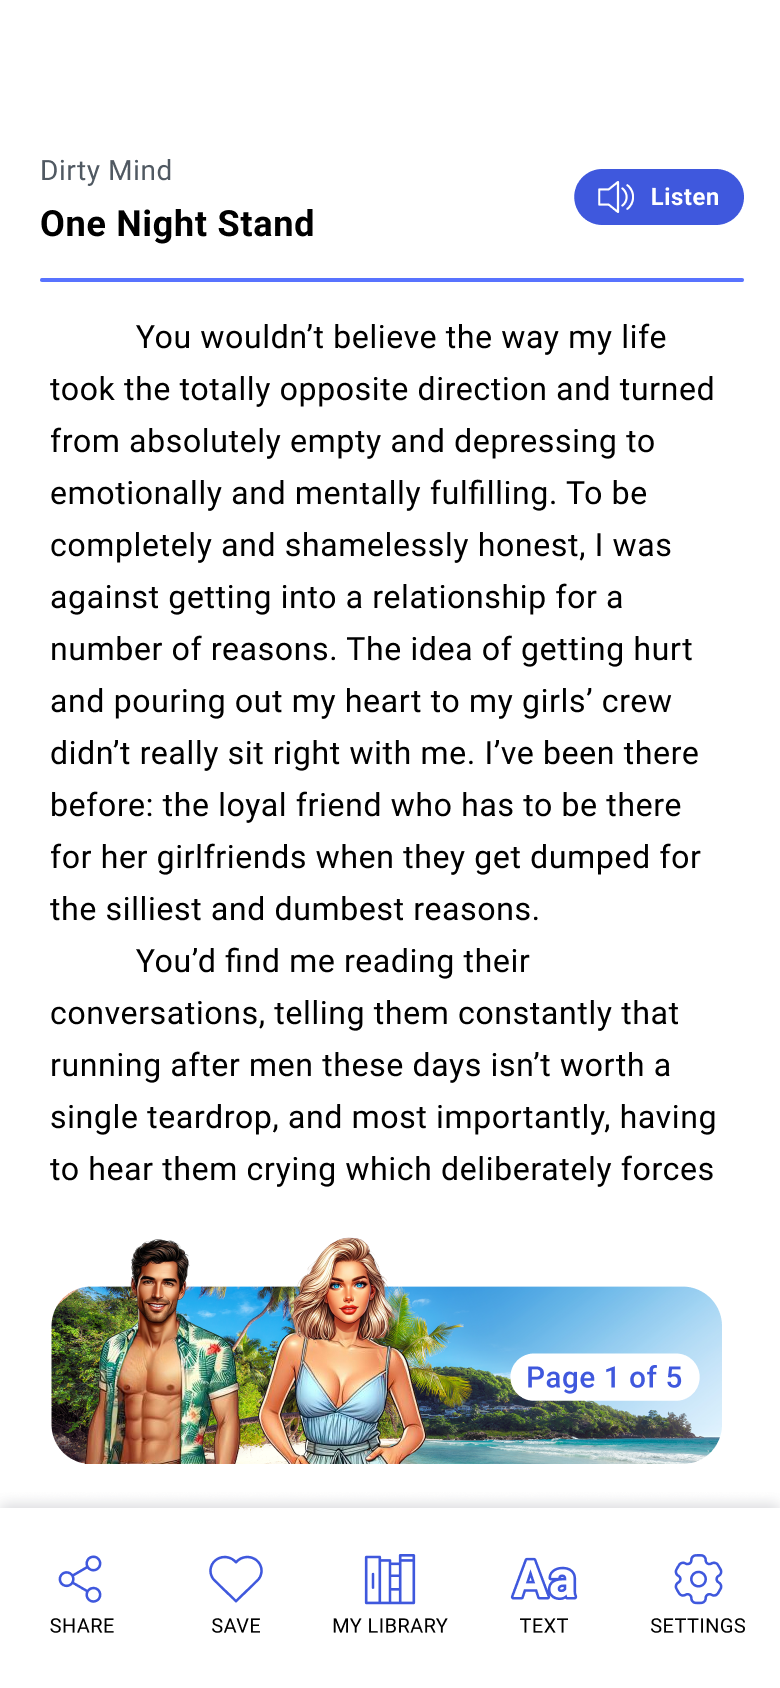 Dirty Mind
One Night Stand
Listen
You wouldn’t believe the way my life
took the totally opposite direction and turned
from absolutely empty and depressing to
emotionally and mentally fulfilling. To be
completely and shamelessly honest, I was
against getting into a relationship for a
number of reasons. The idea of getting hurt
and pouring out my heart to my girls’ crew
didn’t really sit right with me. I’ve been there
before: the loyal friend who has to be there
for her girlfriends when they get dumped for
the silliest and dumbest reasons.
You’d find me reading their
conversations, telling them constantly that
running after men these days isn’t worth a
single teardrop, and most importantly, having
to hear them crying which deliberately forces
Page 1 of 5
Aa
SHARE
SAVE
MY LIBRARY
TEXT
SETTINGS